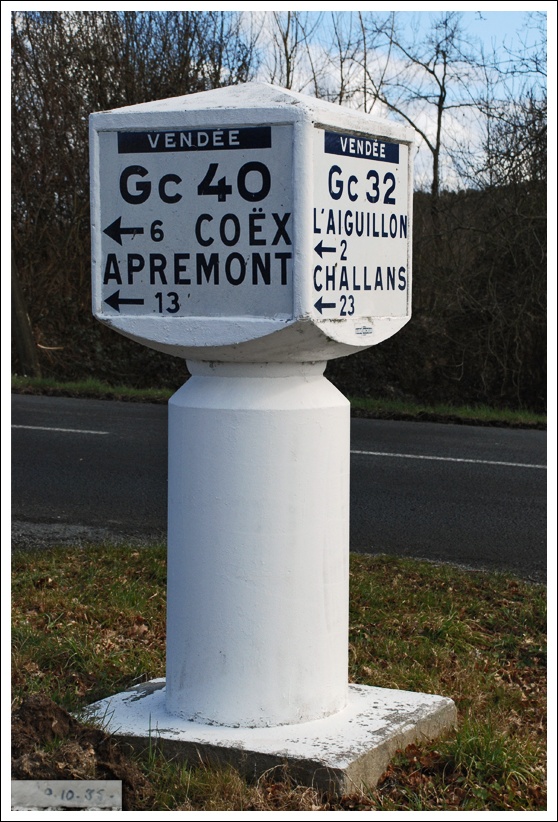 VENDÉE
Gc 40
← 6 COËX
APREMONT
← 13
VENDÉE
Gc 32
L'AIGUILLON
← 2
CHALLANS
← 23